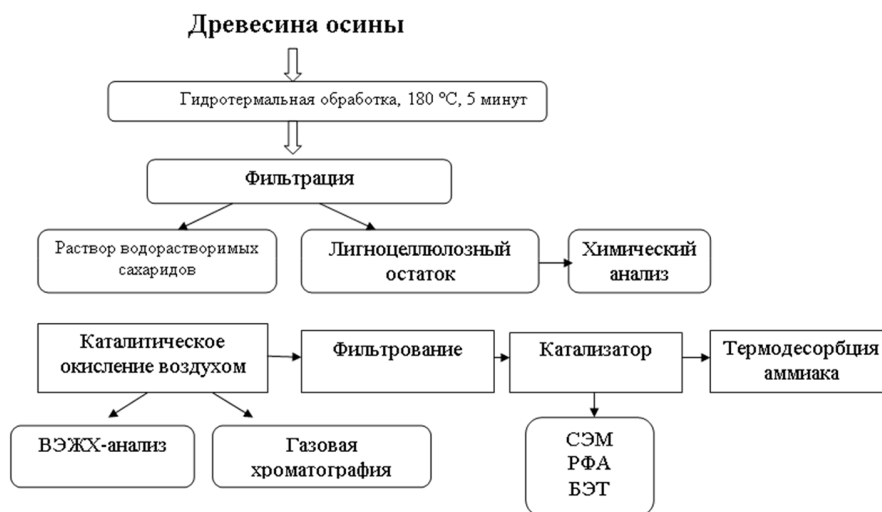 Древесина осины
Гидротермальная обработка, 180 °С, 5 минут
Фильтрация
Раствор водорастворимых
сахаридов
Лигноцеллюлозный
остаток
Химический
анализ
Каталитическое
окисление воздухом
Фильтрование
Катализатор
Термодесорбция
аммиака
ВЭЖХ-анализ
Газовая
хроматография
СЭМ
РФА
БЭТ